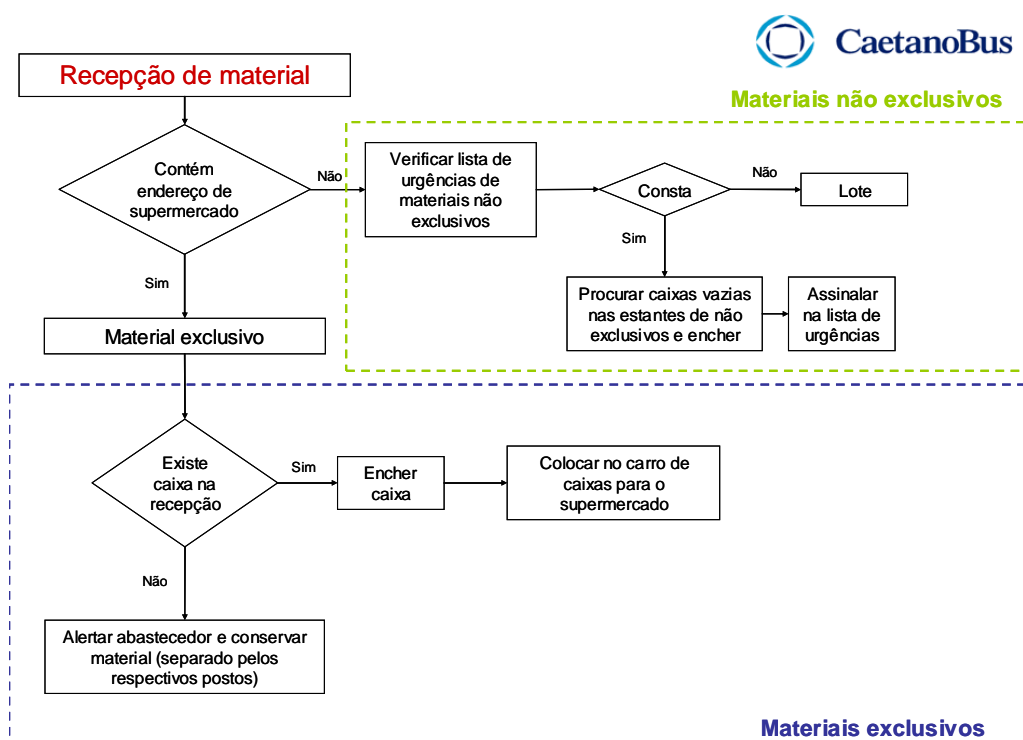 CaetanoBus
Recepção de material
Materiais não exclusivos
Contém
endereço de
supermercado
Não
Verificar lista de
urgências de
materiais não
exclusivos
Consta
Não
Lote
Sim
Procurar caixas vazias
nas estantes de não
exclusivos e encher
Assinalar
na lista de
urgências
Sim
Material exclusivo
Existe
caixa na
recepção
Sim
Encher
caixa
Colocar no carro de
caixas para o
supermercado
Não
Alertar abastecedor e conservar
material (separado pelos
respectivos postos)
Materiais exclusivos